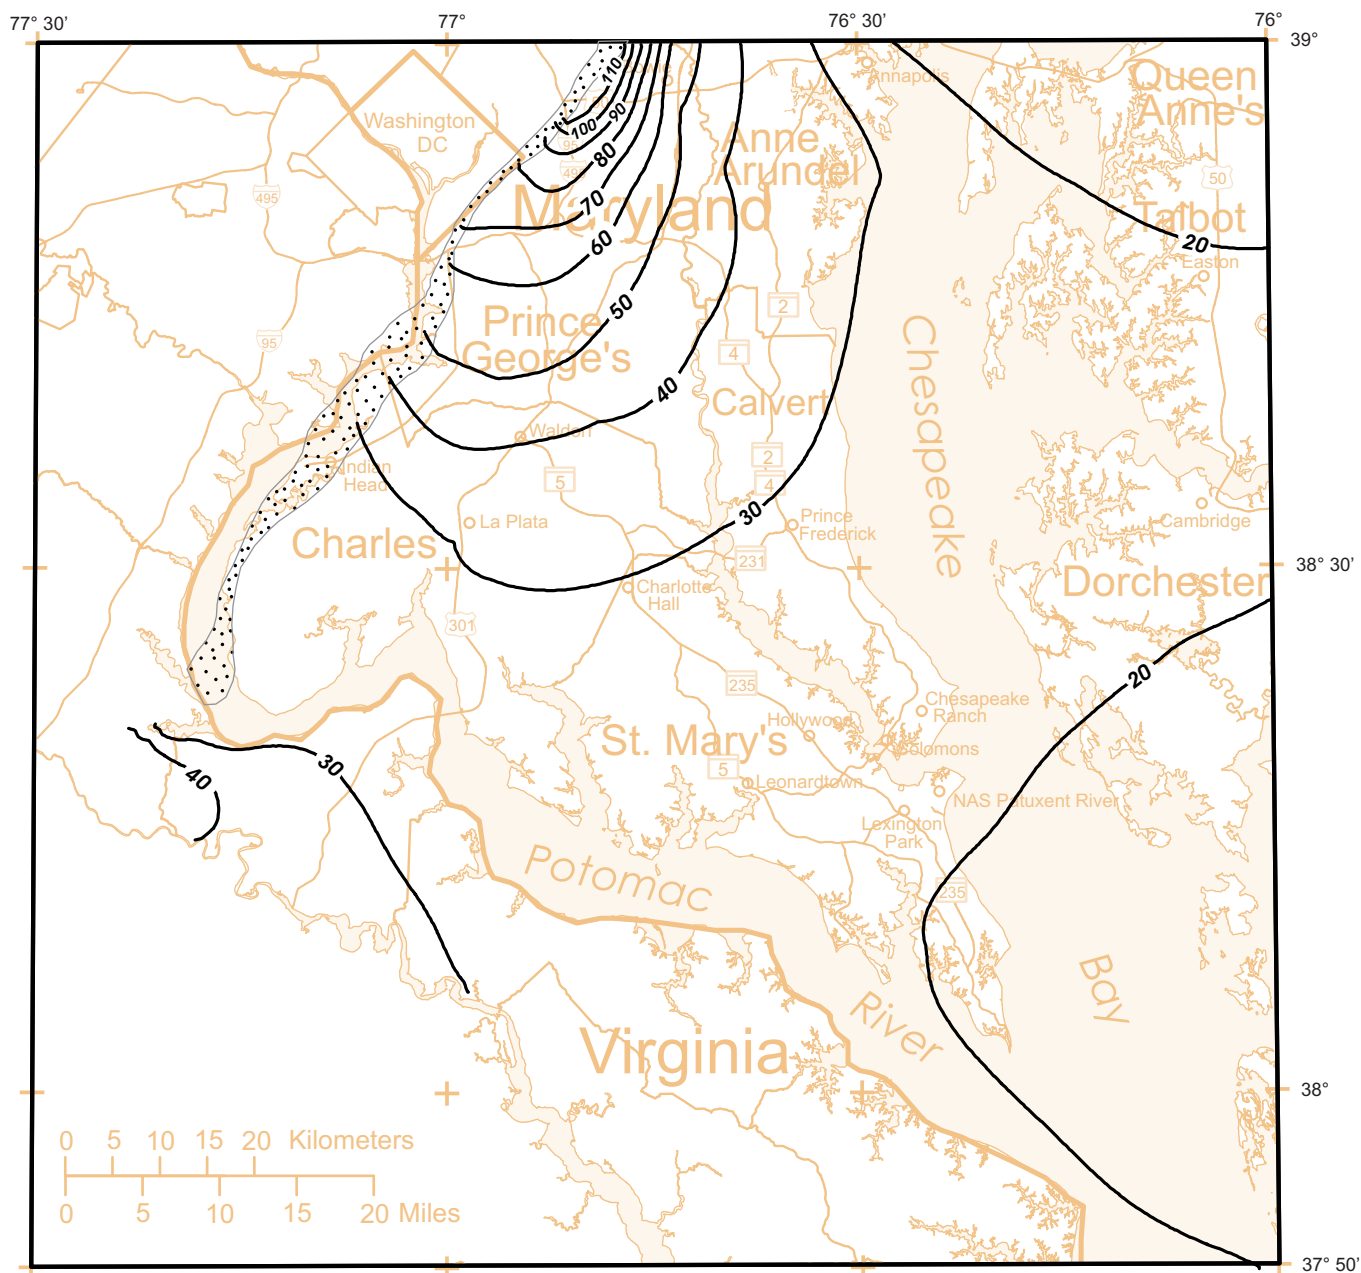 77° 30'
77°
76° 30'
76°
39°
Annapolis
Queen
Anne's
Washington
DC
110
100
90
95
Anne
Arundel
80
495
50
495
Maryland
70
Talbot
60
20
Easton
50
2
Prince
George's
95
4
Chesapeake
40
Calvert
Waldorf
2
Indian
Head
5
4
30
La Plata
Prince
Frederick
Cambridge
Charles
231
38° 30'
Charlotte
Hall
Dorchester
301
235
20
Chesapeake
Ranch
Hollywood
St. Mary's
Solomons
30
40
5
Leonardtown
NAS Patuxent River
Lexington
Park
Potomac
235
Bay
River
Virginia
38°
0 5 10 15 20 Kilometers
0 5 10 15 20 Miles
37° 50'